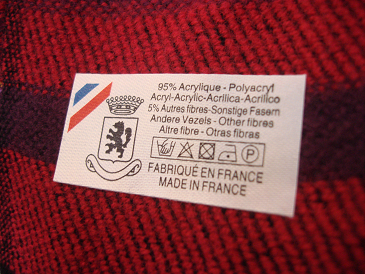 95% Acrylique - Polyacryl
Acryl-Acrylic-Acrilica-Acrilico
5% Autres fibres-Sonstige Fasern
Andere Vezels - Other fibres
Altre fibre - Otras fibras
P
FABRIQUÉ EN FRANCE
MADE IN FRANCE